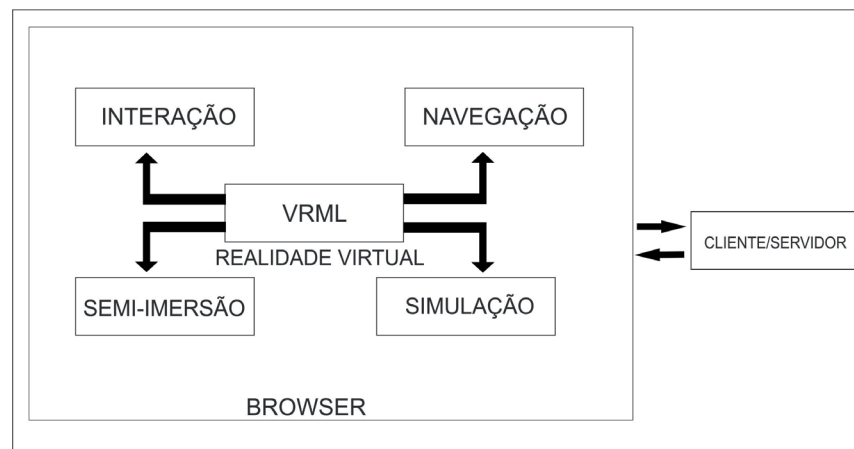 INTERAÇÃO
NAVEGAÇÃO
VRML
REALIDADE VIRTUAL
CLIENTE/SERVIDOR
SEMI-IMERSÃO
SIMULAÇÃO
BROWSER